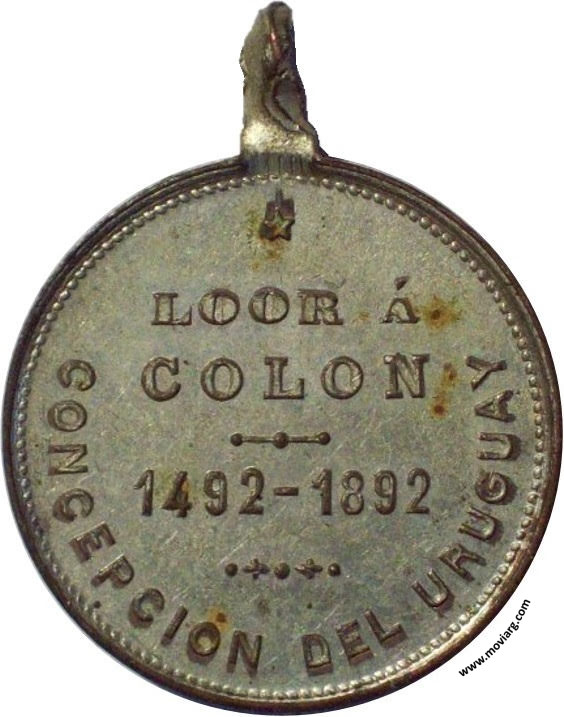 LOOR Á
COLON
1492-1892
CONCEPCION DEL URUGUAY
www.moviarg.com